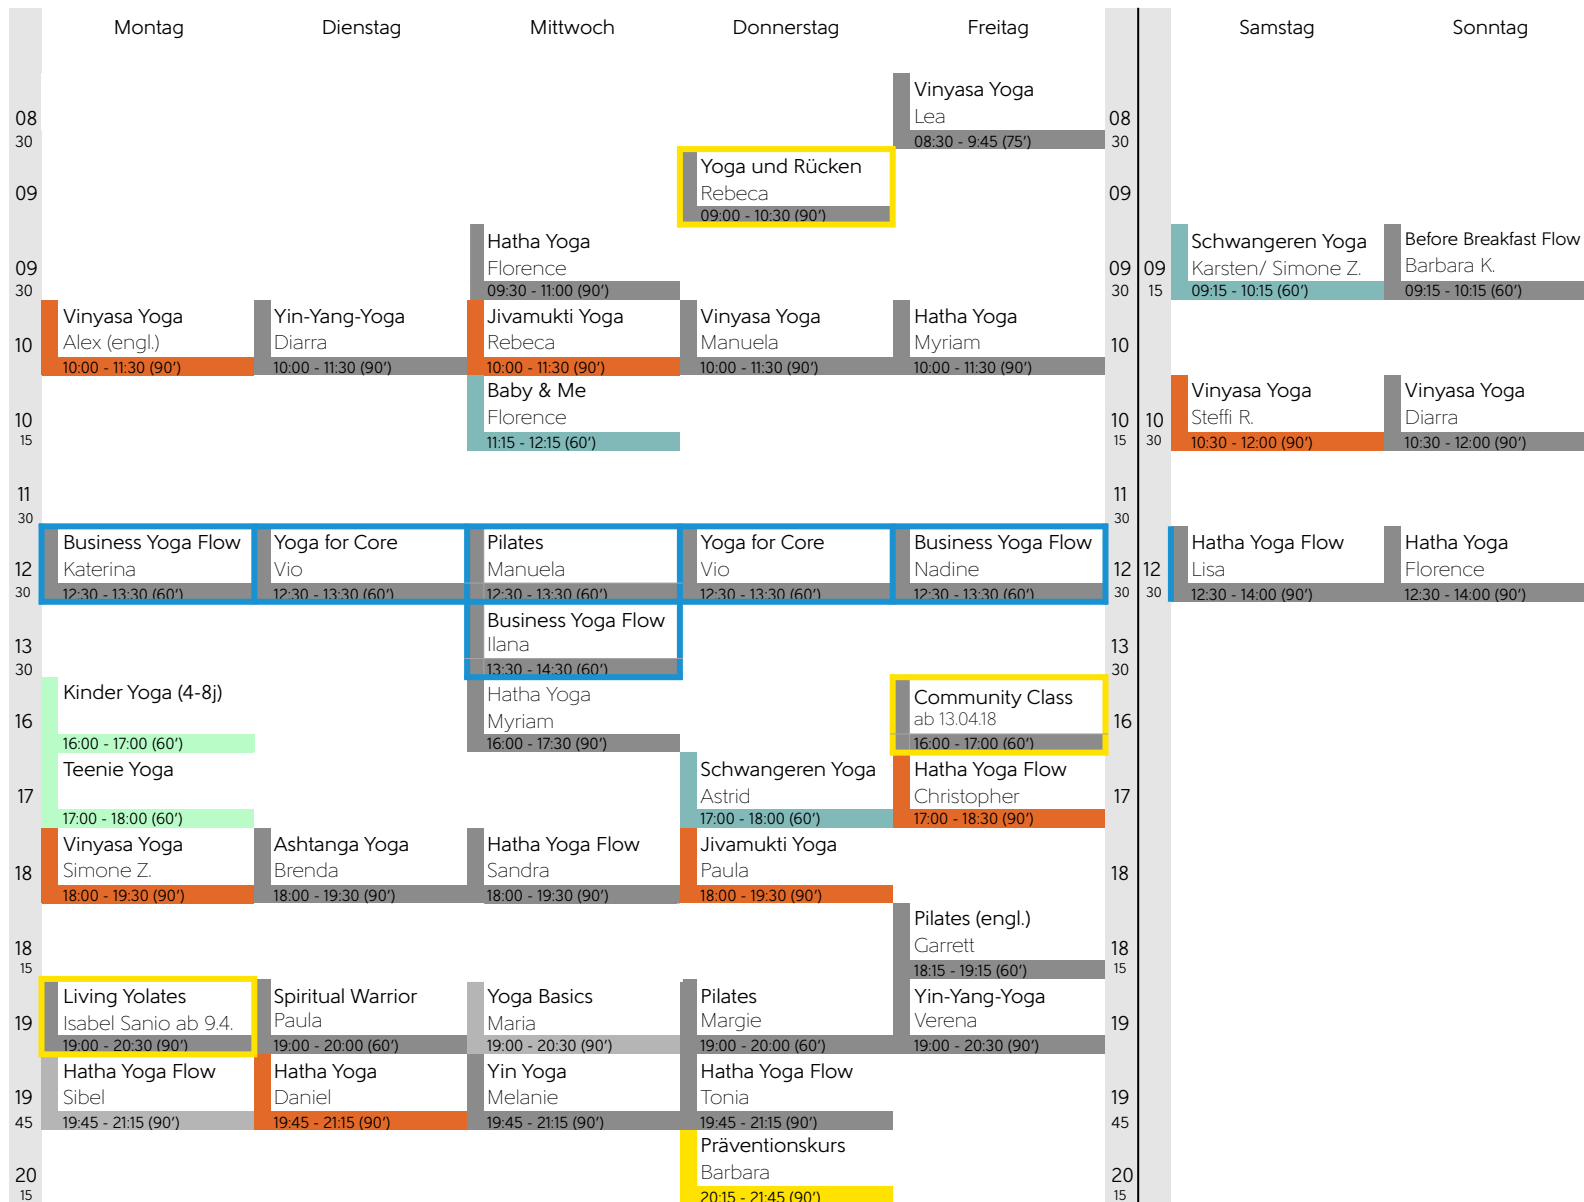 Montag Dienstag Mittwoch Donnerstag Freitag Samstag Sonntag
Vinyasa Yoga
08 Lea 08
30 08:30 - 9:45 (75') 30
Yoga und Rücken
09 Rebeca 09
09:00 - 10:30 (90')
Hatha Yoga Schwangeren Yoga Before Breakfast Flow
09 Florence 09 09 Karsten/ Simone Z. Barbara K.
30 09:30 - 11:00 (90') 30 15 09:15 - 10:15 (60') 09:15 - 10:15 (60')
Vinyasa Yoga Yin-Yang-Yoga Jivamukti Yoga Vinyasa Yoga Hatha Yoga
10 Alex (engl.) Diarra Rebeca Manuela Myriam 10
10:00 - 11:30 (90') 10:00 - 11:30 (90') 10:00 - 11:30 (90') 10:00 - 11:30 (90') 10:00 - 11:30 (90')
Baby & Me Vinyasa Yoga Vinyasa Yoga
10 Florence 10 10 Steffi R. Diarra
15 11:15 - 12:15 (60') 15 30 10:30 - 12:00 (90') 10:30 - 12:00 (90')
11 11
30 30
Business Yoga Flow Yoga for Core Pilates Yoga for Core Business Yoga Flow Hatha Yoga Flow Hatha Yoga
12 Katerina Vio Manuela Vio Nadine 12 12 Lisa Florence
30 12:30 - 13:30 (60') 12:30 - 13:30 (60') 12:30 - 13:30 (60') 12:30 - 13:30 (60') 12:30 - 13:30 (60') 30 30 12:30 - 14:00 (90') 12:30 - 14:00 (90')
Business Yoga Flow
13 Ilana 13
30 13:30 - 14:30 (60') 30
Kinder Yoga (4-8j) Hatha Yoga Community Class
16 Myriam ab 13.04.18 16
16:00 - 17:00 (60') 16:00 - 17:30 (90') 16:00 - 17:00 (60')
Teenie Yoga Schwangeren Yoga Hatha Yoga Flow
17 Astrid Christopher 17
17:00 - 18:00 (60') 17:00 - 18:00 (60') 17:00 - 18:30 (90')
Vinyasa Yoga Ashtanga Yoga Hatha Yoga Flow Jivamukti Yoga
18 Simone Z. Brenda Sandra Paula 18
18:00 - 19:30 (90') 18:00 - 19:30 (90') 18:00 - 19:30 (90') 18:00 - 19:30 (90')
Pilates (engl.)
18 Garrett 18
15 18:15 - 19:15 (60') 15
Living Yolates Spiritual Warrior Yoga Basics Pilates Yin-Yang-Yoga
19 Isabel Sanio ab 9.4. Paula Maria Margie Verena 19
19:00 - 20:30 (90') 19:00 - 20:00 (60') 19:00 - 20:30 (90') 19:00 - 20:00 (60') 19:00 - 20:30 (90')
Hatha Yoga Flow Hatha Yoga Yin Yoga Hatha Yoga Flow
19 Sibel Daniel Melanie Tonia 19
45 19:45 - 21:15 (90') 19:45 - 21:15 (90') 19:45 - 21:15 (90') 19:45 - 21:15 (90') 45
Präventionskurs
20 Barbara 20
15 20:15 - 21:45 (90') 15